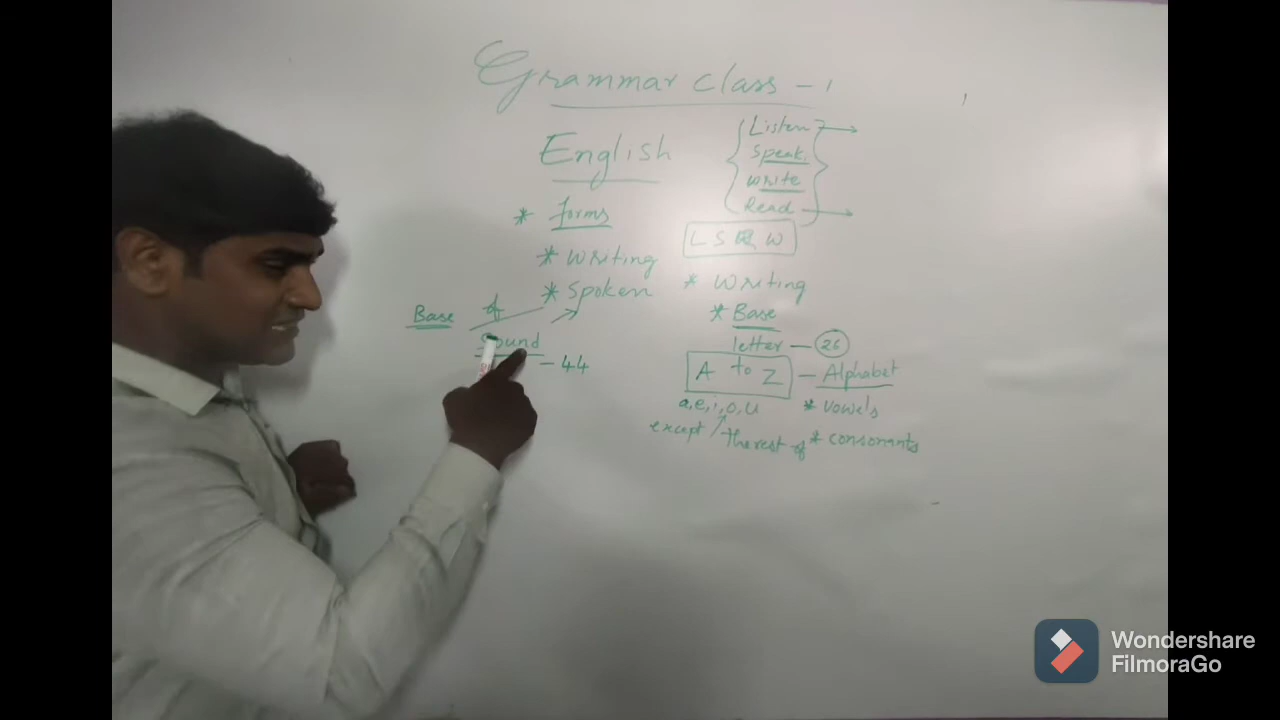 Grammar class - 1
English
* forms
* Writing
* Spoken
Base of
Sound
- 44
Listen
Speak
Write
Read
L S R W
* Writing
* Base
letter - 26
A to Z - Alphabet
a, e, i, o, u * vowels
except the rest of * consonants
Wondershare
FilmoraGo